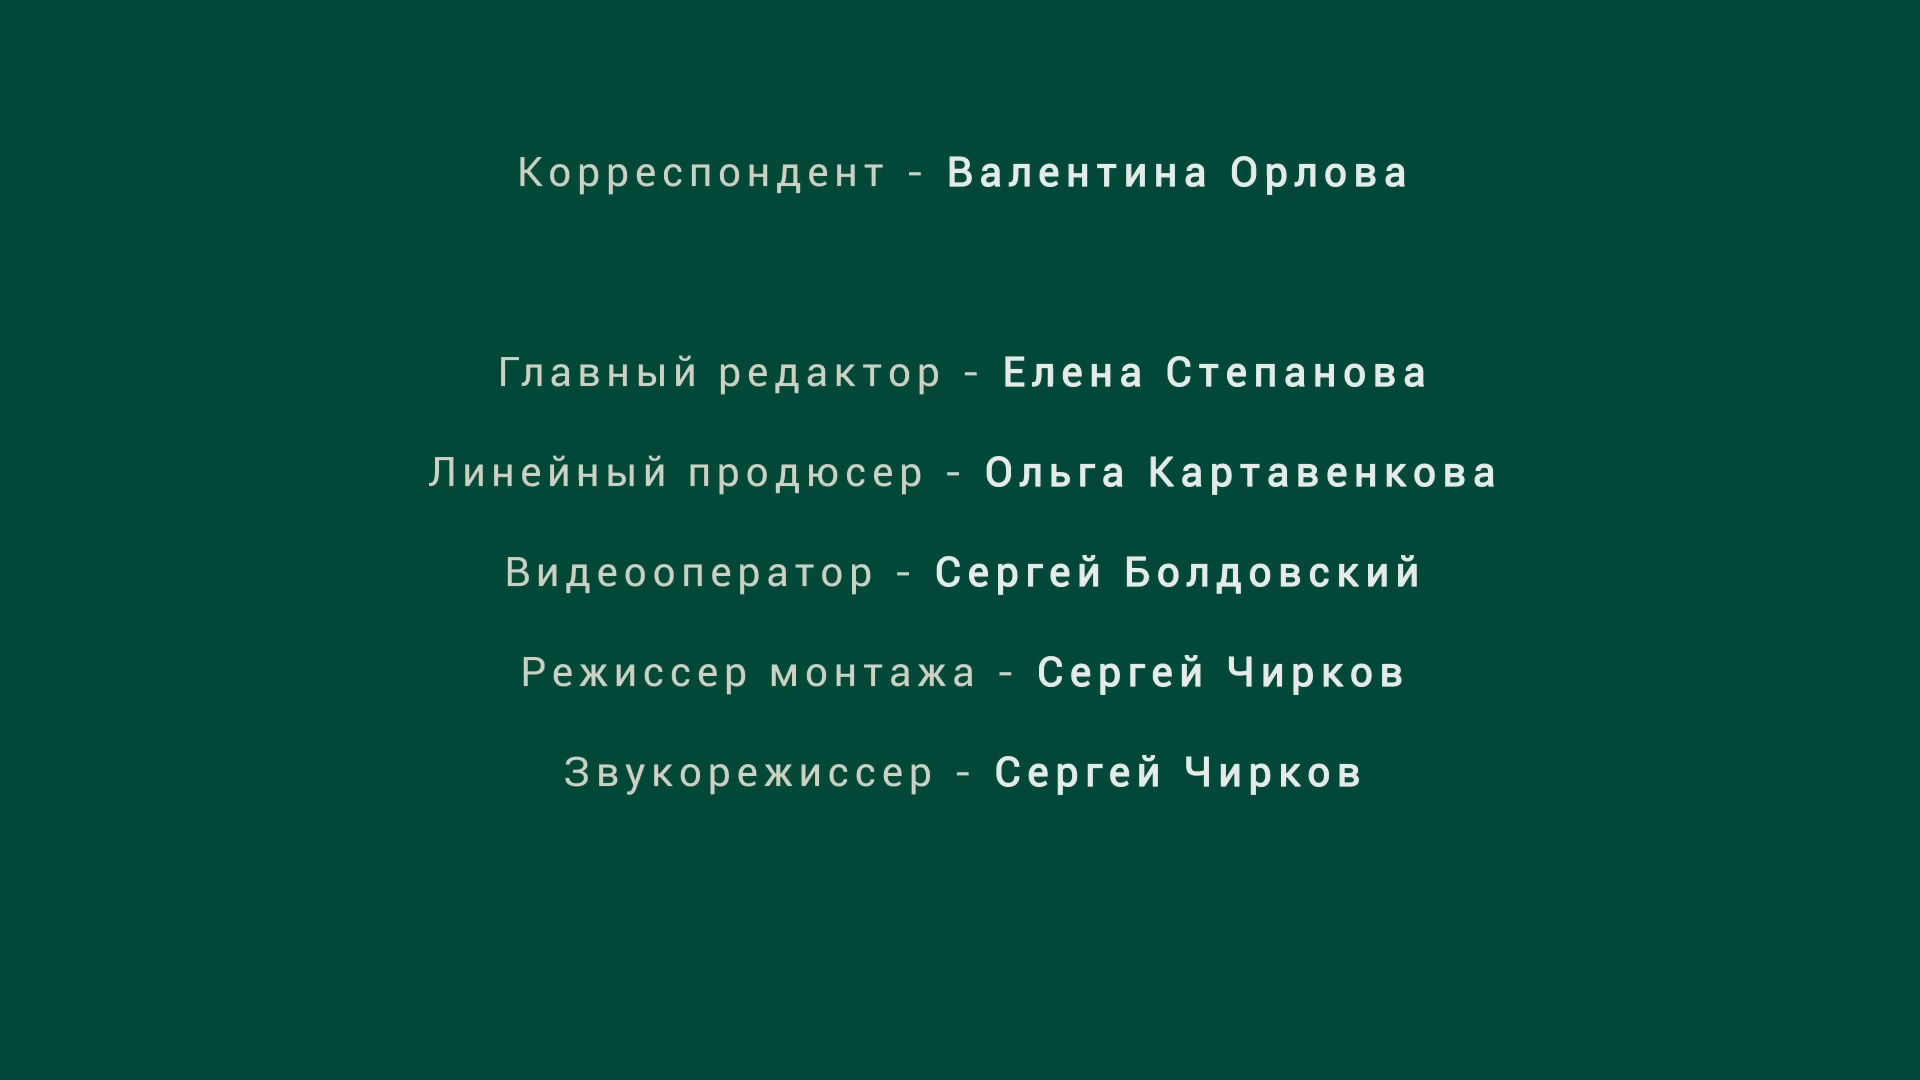 Корреспондент - Валентина Орлова
Главный редактор - Елена Степанова
Линейный продюсер - Ольга Картавенкова
Видеооператор - Сергей Болдовский
Режиссер монтажа - Сергей Чирков
Звукорежиссер - Сергей Чирков